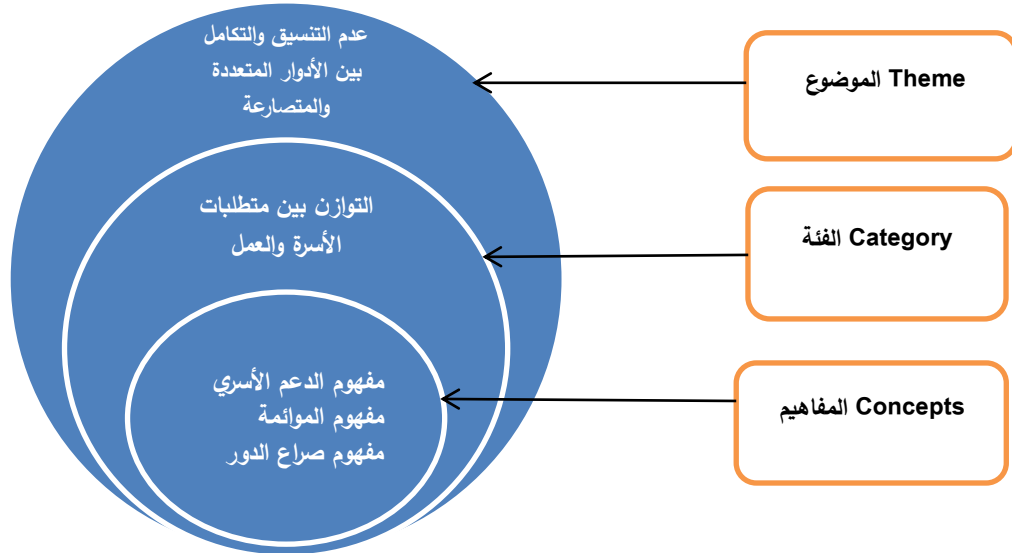 عدم التنسيق والتكامل
بين الأدوار المتعددة
والمتصارعة
الموضوع Theme
التوازن بين متطلبات
الأسرة والعمل
الفئة Category
مفهوم الدعم الأسري
مفهوم الموائمة
مفهوم صراع الدور
المفاهيم Concepts